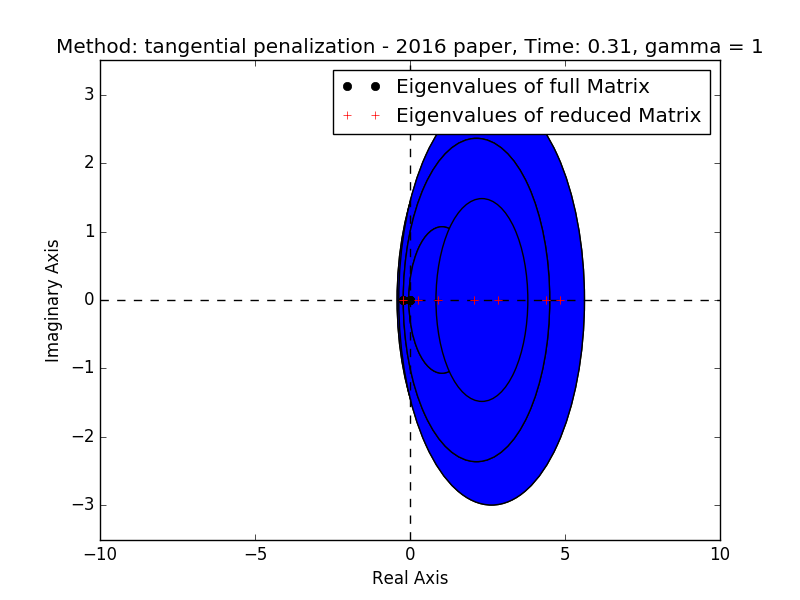 Method: tangential penalization - 2016 paper, Time: 0.31, gamma = 1
Eigenvalues of full Matrix
Eigenvalues of reduced Matrix
3
2
1
0
−1
−2
−3
Imaginary Axis
−10 −5 0 5 10
Real Axis